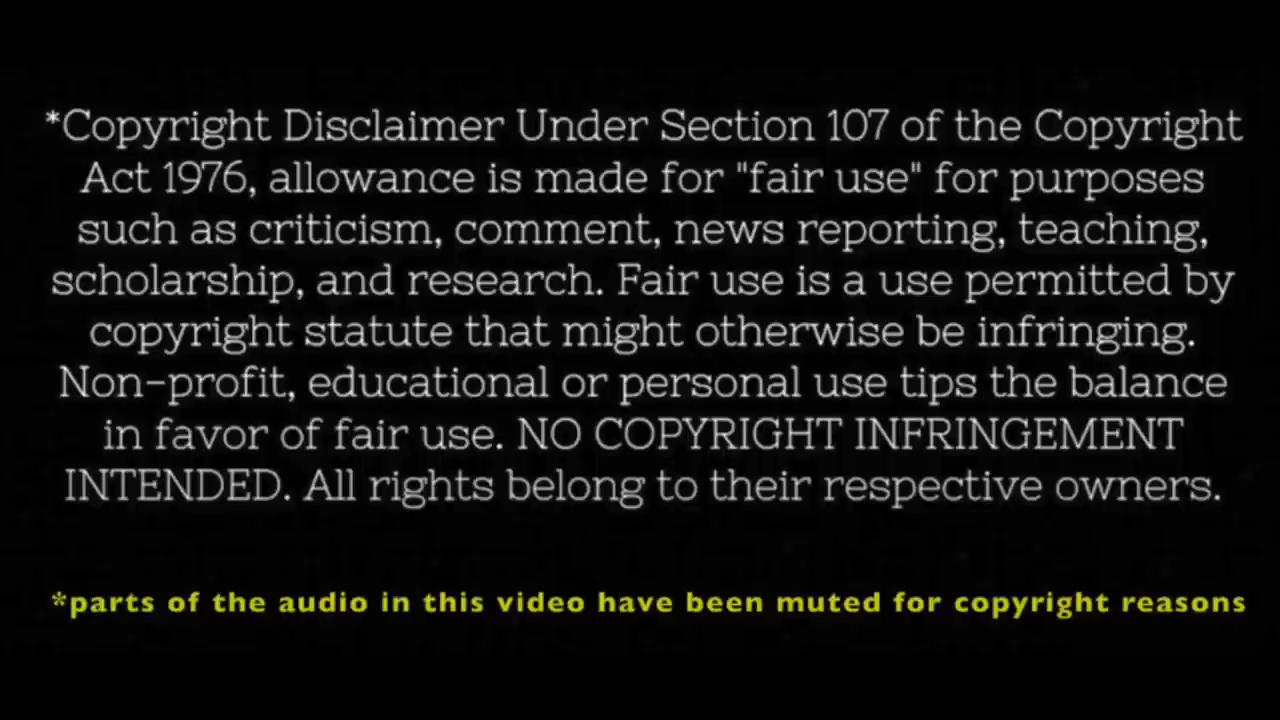 *Copyright Disclaimer Under Section 107 of the Copyright
Act 1976, allowance is made for "fair use" for purposes
such as criticism, comment, news reporting, teaching,
scholarship, and research. Fair use is a use permitted by
copyright statute that might otherwise be infringing.
Non-profit, educational or personal use tips the balance
in favor of fair use. NO COPYRIGHT INFRINGEMENT
INTENDED. All rights belong to their respective owners.
*parts of the audio in this video have been muted for copyright reasons